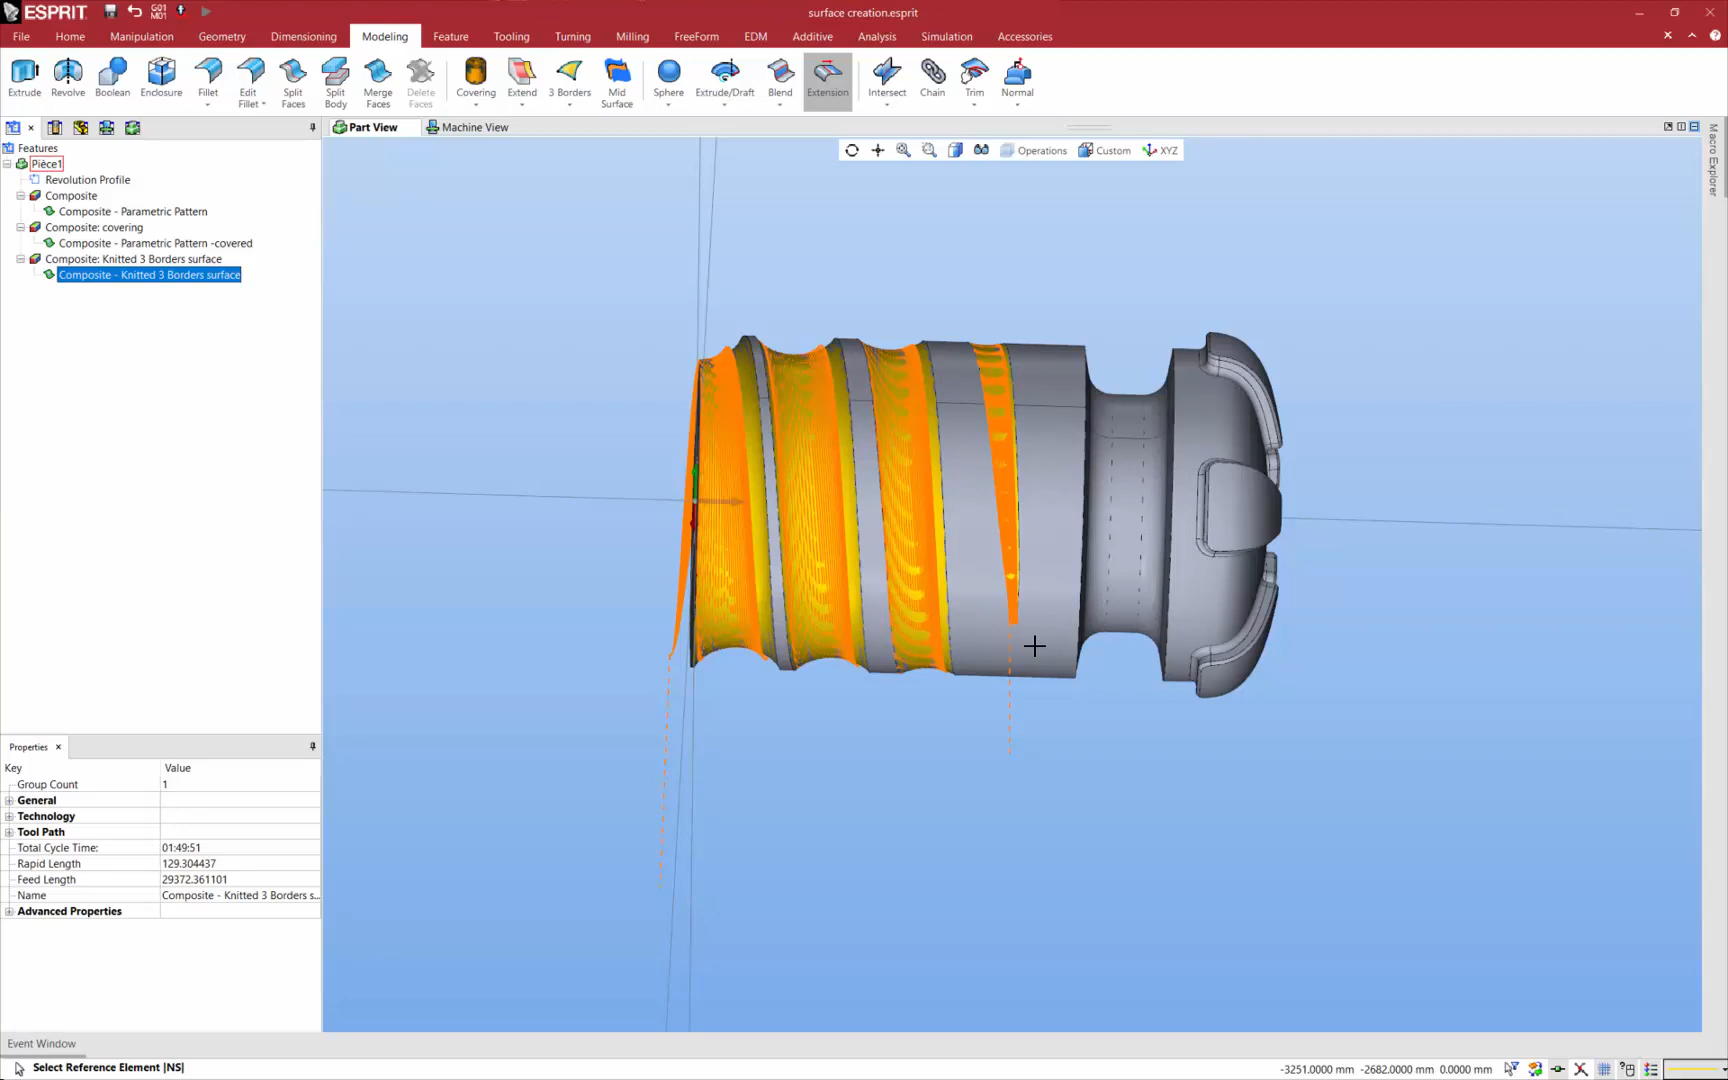 ESPRIT
G01
M01
surface creation.esprit
File
Home
Manipulation
Geometry
Dimensioning
Modeling
Feature
Tooling
Turning
Milling
FreeForm
EDM
Additive
Analysis
Simulation
Accessories
Extrude
Revolve
Boolean
Enclosure
Fillet
Edit
Fillet
Split
Faces
Split
Body
Merge
Faces
Delete
Faces
Covering
Extend
3 Borders
Mid
Surface
Sphere
Extrude/Draft
Blend
Extension
Intersect
Chain
Trim
Normal
Part View
Machine View
Operations
Custom
XYZ
Macro Explorer
Features
Pièce1
Revolution Profile
Composite
Composite - Parametric Pattern
Composite: covering
Composite - Parametric Pattern -covered
Composite: Knitted 3 Borders surface
Composite - Knitted 3 Borders surface
Properties
Key
Value
Group Count
1
General
Technology
Tool Path
Total Cycle Time:
01:49:51
Rapid Length
129.304437
Feed Length
29372.361101
Name
Composite - Knitted 3 Borders s...
Advanced Properties
Event Window
Select Reference Element |NS|
-3251.0000 mm -2682.0000 mm 0.0000 mm